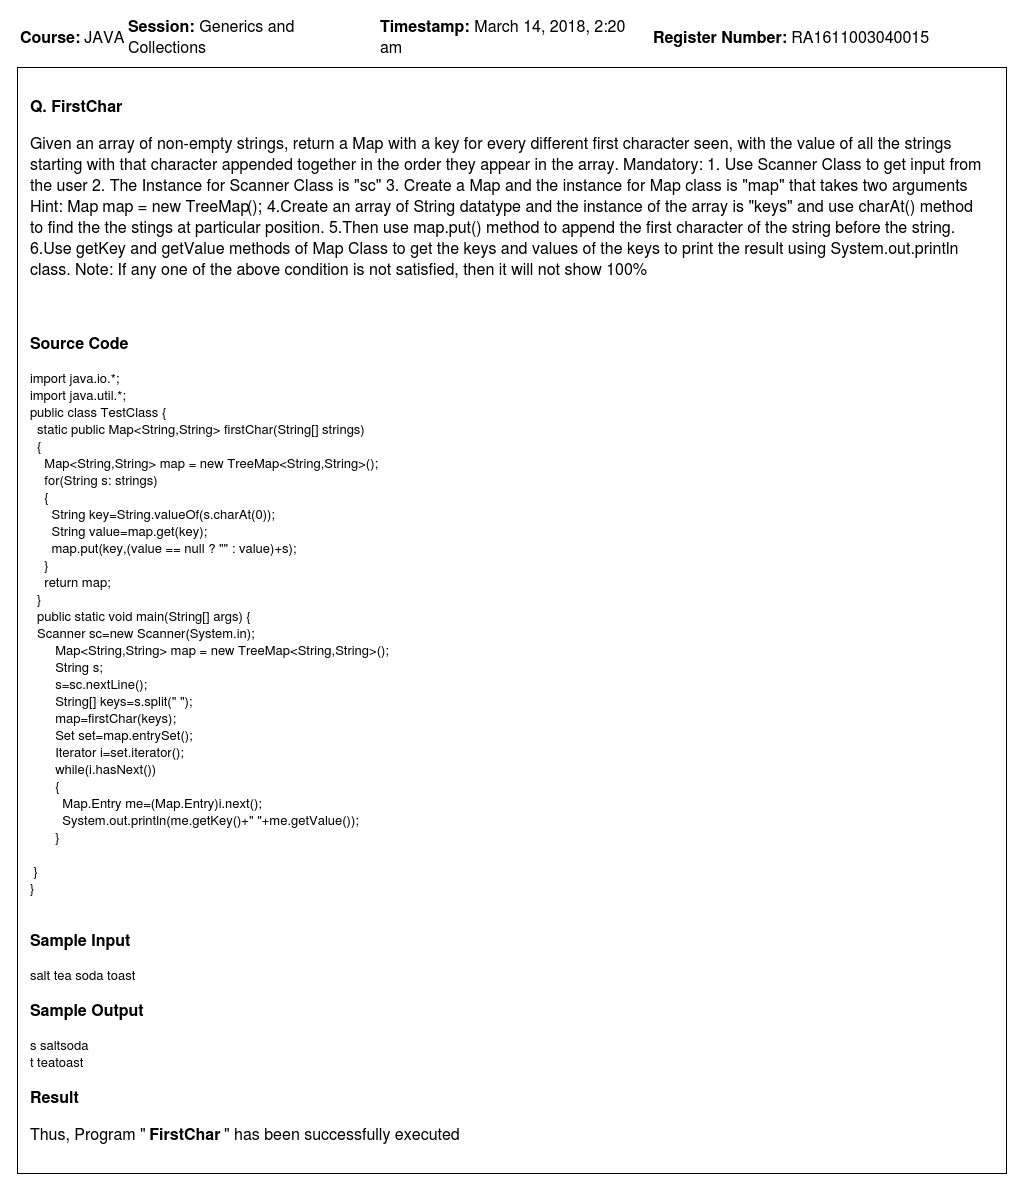 Course: JAVA Session: Generics and Collections Timestamp: March 14, 2018, 2:20 am Register Number: RA1611003040015
Q. FirstChar
Given an array of non-empty strings, return a Map with a key for every different first character seen, with the value of all the strings
starting with that character appended together in the order they appear in the array. Mandatory: 1. Use Scanner Class to get input from
the user 2. The Instance for Scanner Class is "sc" 3. Create a Map and the instance for Map class is "map" that takes two arguments
Hint: Map map = new TreeMap(); 4.Create an array of String datatype and the instance of the array is "keys" and use charAt() method
to find the the stings at particular position. 5.Then use map.put() method to append the first character of the string before the string.
6.Use getKey and getValue methods of Map Class to get the keys and values of the keys to print the result using System.out.println
class. Note: If any one of the above condition is not satisfied, then it will not show 100%
Source Code
import java.io.*;
import java.util.*;
public class TestClass {
static public Map<String,String> firstChar(String[] strings)
{
Map<String,String> map = new TreeMap<String,String>();
for(String s: strings)
{
String key=String.valueOf(s.charAt(0));
String value=map.get(key);
map.put(key,(value == null ? "" : value)+s);
}
return map;
}
public static void main(String[] args) {
Scanner sc=new Scanner(System.in);
Map<String,String> map = new TreeMap<String,String>();
String s;
s=sc.nextLine();
String[] keys=s.split(" ");
map=firstChar(keys);
Set set=map.entrySet();
Iterator i=set.iterator();
while(i.hasNext())
{
Map.Entry me=(Map.Entry)i.next();
System.out.println(me.getKey()+" "+me.getValue());
}
}
}
Sample Input
salt tea soda toast
Sample Output
s saltsoda
t teatoast
Result
Thus, Program " FirstChar " has been successfully executed